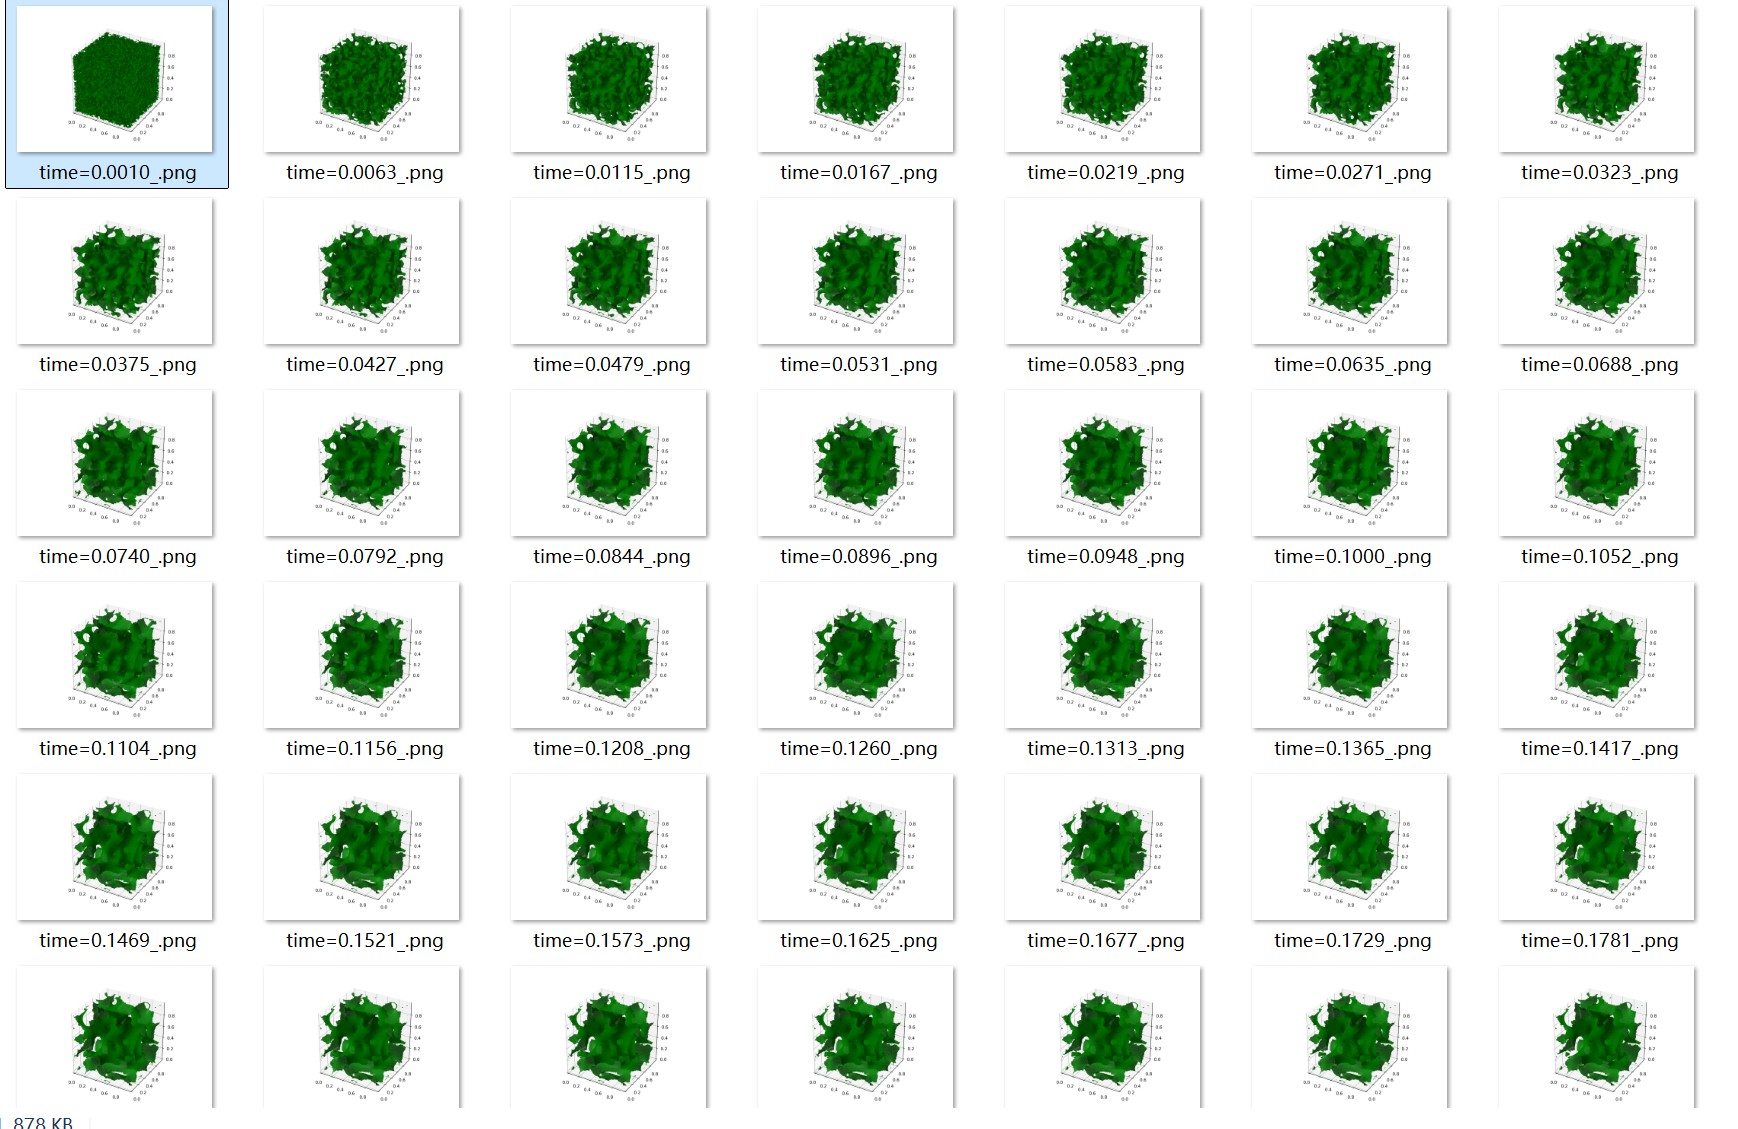 time=0.0010_.png time=0.0063_.png time=0.0115_.png time=0.0167_.png time=0.0219_.png time=0.0271_.png time=0.0323_.png
time=0.0375_.png time=0.0427_.png time=0.0479_.png time=0.0531_.png time=0.0583_.png time=0.0635_.png time=0.0688_.png
time=0.0740_.png time=0.0792_.png time=0.0844_.png time=0.0896_.png time=0.0948_.png time=0.1000_.png time=0.1052_.png
time=0.1104_.png time=0.1156_.png time=0.1208_.png time=0.1260_.png time=0.1313_.png time=0.1365_.png time=0.1417_.png
time=0.1469_.png time=0.1521_.png time=0.1573_.png time=0.1625_.png time=0.1677_.png time=0.1729_.png time=0.1781_.png
878 KB